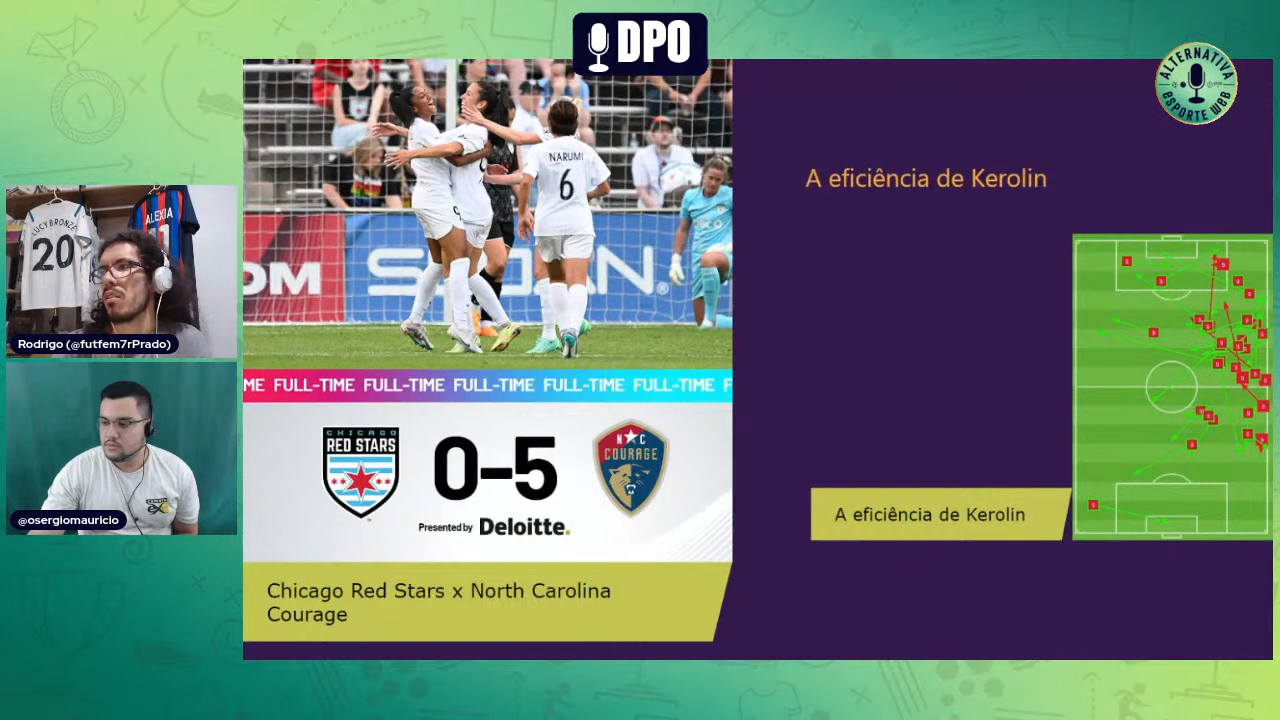 DPO
ALTERNATIVA
ESPORTE WEB
LUCY BRONZE
20
ALEXIA
11
Rodrigo (@futfem7rPrado)
@osergiomauricio
NARUMI
6
A eficiência de Kerolin
FULL-TIME FULL-TIME FULL-TIME FULL-TIME FULL-TIME
CHICAGO
RED STARS
0-5
NC
COURAGE
Presented by Deloitte.
A eficiência de Kerolin
Chicago Red Stars x North Carolina
Courage